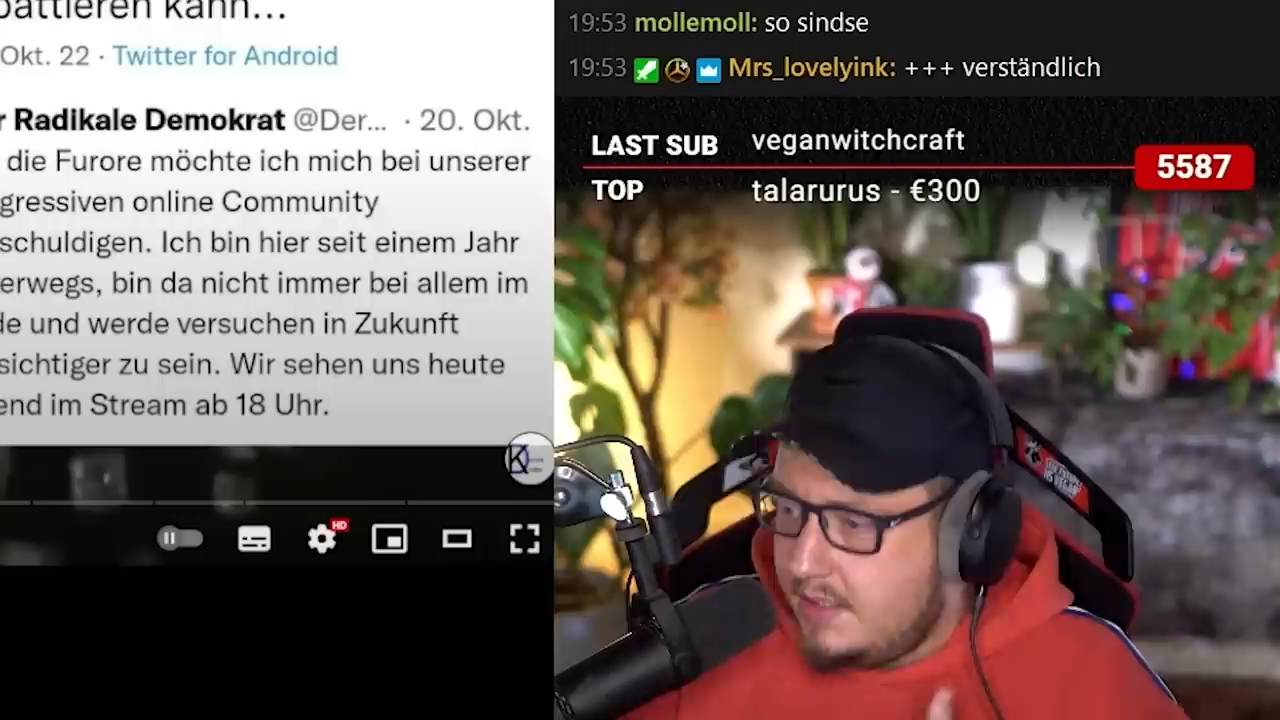 battieren kann...
Okt. 22 · Twitter for Android
r Radikale Demokrat @Der... · 20. Okt.
die Furore möchte ich mich bei unserer
gressiven online Community
schuldigen. Ich bin hier seit einem Jahr
erwegs, bin da nicht immer bei allem im
de und werde versuchen in Zukunft
sichtiger zu sein. Wir sehen uns heute
end im Stream ab 18 Uhr.
K
HD
19:53 mollemoll: so sindse
19:53 Mrs_lovelyink: +++ verständlich
LAST SUB veganwitchcraft
5587
TOP talarurus - €300